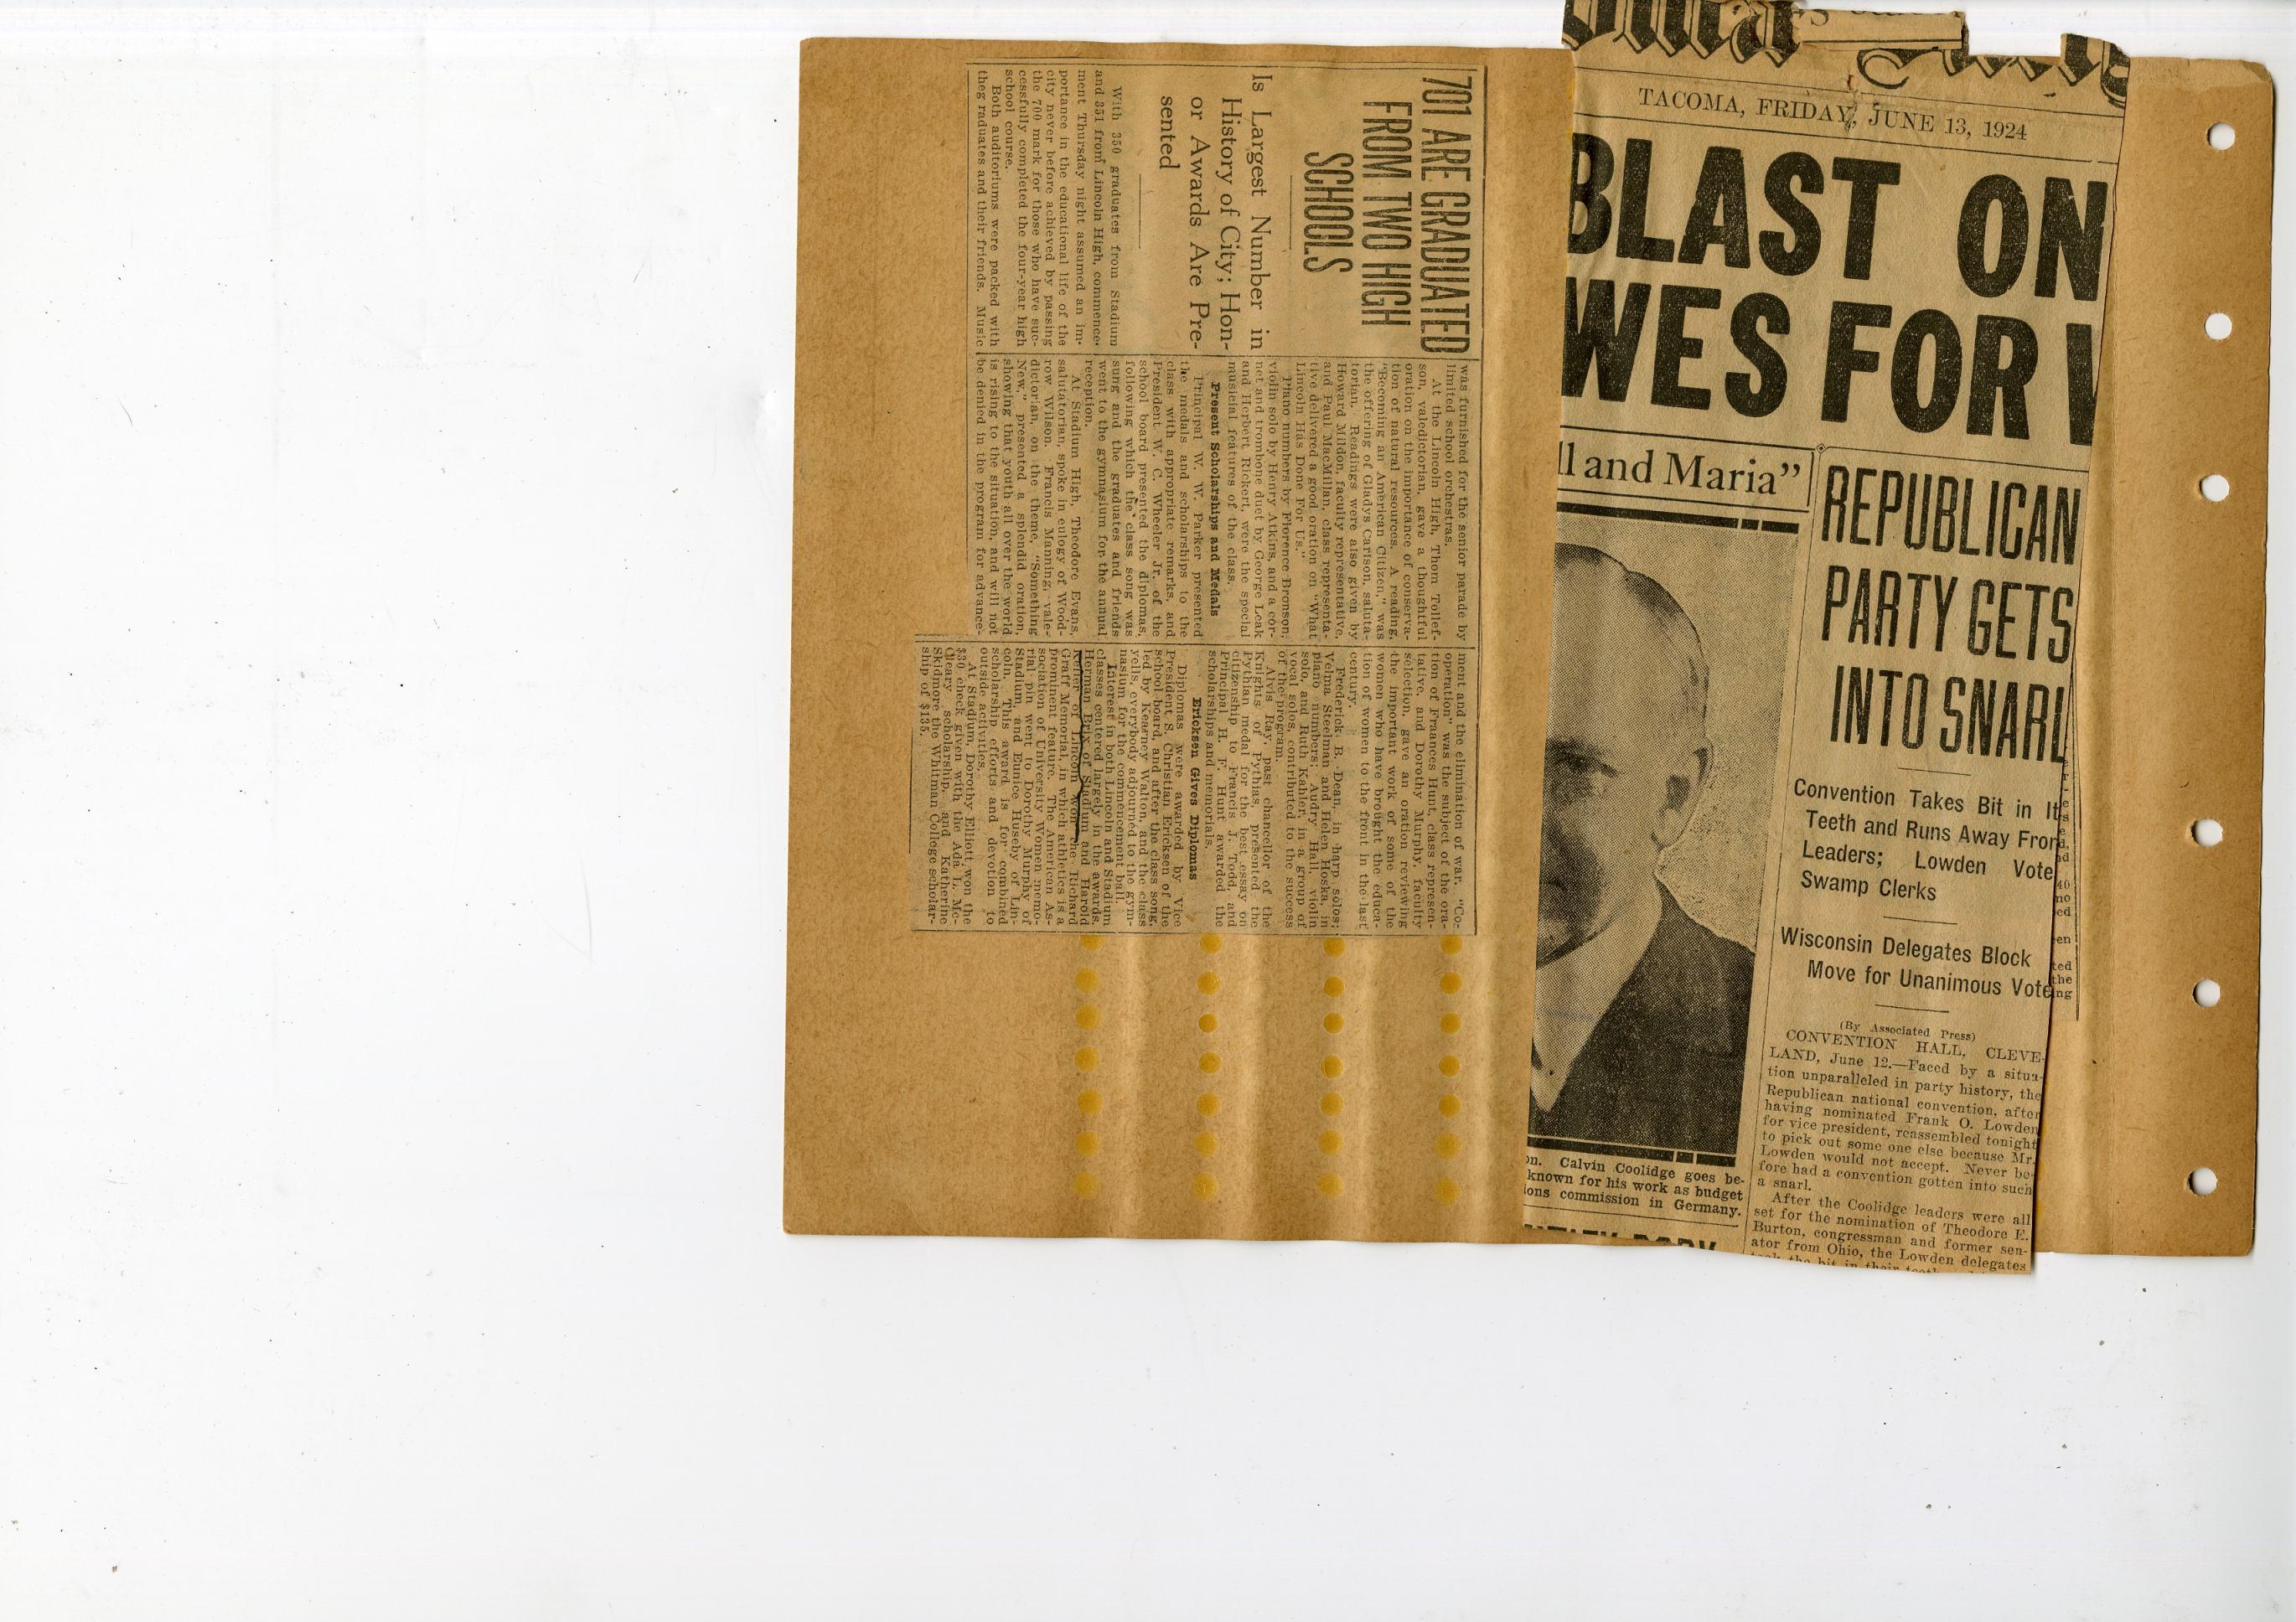 701 ARE GRADUATED
FROM TWO HIGH
SCHOOLS
Is Largest Number in
History of City; Hon-
or Awards Are Pre-
sented
With 350 graduates from Stadium
and 351 from Lincoln High, commence-
ment Thursday night assumed an im-
portance in the educational life of the
city never before achieved by passing
the 700 mark for those who have suc-
cessfully completed the four-year high
school course.
Both auditoriums were packed with
theg raduates and their friends. Music
was furnished for the senior parade by
limited school orchestras.
At the Lincoln High, Thom Tollef-
son, valedictorian, gave a thoughtful
oration on the importance of conserva-
tion of natural resources. A reading,
"Becoming an American Citizen," was
the offering of Gladys Carlson, saluta-
torian. Readings were also given by
Howard Mildon, faculty representative,
and Paul MacMillan, class representa-
tive delivered a good oration on "What
Lincoln Has Done For Us."
Piano numbers by Florence Bronson,
violin solo by Henry Atkins, and a cor-
net and trombone duet by George Leak
and Herbert Rickert, were the special
musicial features of the class.
Present Scholarships and Medals
Principal W. W. Parker presented
the medals and scholarships to the
class with appropriate remarks, and
President W. C. Wheeler Jr. of the
school board presented the diplomas,
following which the class song was
sung and the graduates and friends
went to the gymnasium for the annual
reception.
At Stadium High, Theodore Evans,
salutatorian, spoke in eulogy of Wood-
row Wilson. Francis Manning, vale-
dictorian, on the theme, "Something
New," presented a splendid oration,
showing that youth all over the world
is rising to the situation, and will not
be denied in the program for advance-
ment and the elimination of war. "Co-
operation" was the subject of the ora-
tion of Fraances Hunt, class represen-
tative, and Dorothy Murphy, faculty
selection, gave an oration reviewing
the important work of some of the
women who have brought the educa-
tion of women to the front in the last
century.
Frederick B. Dean, in harp solos;
Velma Steelman and Helen Hoska, in
piano numbers; Audry Hall, violin
solo, and Ruth Kahler, in a group of
vocal solos, contributed to the success
of the program.
Alvis Ray, past chancellor of the
Knights of Pythias, presented the
Pythian medal for the best essay on
citizenship to Francis J. Todd, and
Principal H. F. Hunt awarded the
scholarships and memorials.
Ericksen Gives Diplomas
Diplomas were awarded by Vice
President S. Christian Ericksen of the
school board, and after the class song,
led by Kearney Walton, and the class
yells, everybody adjourned to the gym-
nasium for the commencement ball.
Interest in both Lincoln and Stadium
classes centered largely in the awards.
Herman Brix of Stadium and Harold
of Lincoln won the Richard
Graff Memorial, in which athletics is a
prominent feature. The American As-
sociation of University Women memo-
rial pin went to Dorothy Murphy of
Stadium, and Eunice Huseby of Lin-
coln. This award is for combined
scholarship efforts and devotion to
outside activities.
At Stadium, Dorothy Elliott won the
$30 check given with the Ada L. Mc-
Cleary scholarship, and Katherine
Skidmore the Whitman College scholar-
ship of $135.
TACOMA, FRIDAY, JUNE 13, 1924
BLAST ON
WES FOR V
ll and Maria"
REPUBLICAN
PARTY GETS
INTO SNARL
Convention Takes Bit in It
Teeth and Runs Away From
Leaders; Lowden Vote
Swamp Clerks
Wisconsin Delegates Block
Move for Unanimous Vote
(By Associated Press)
CONVENTION HALL, CLEVE-
LAND, June 12.—Faced by a situa-
tion unparalleled in party history, the
Republican national convention, after
having nominated Frank O. Lowden
for vice president, reassembled tonight
to pick out some one else because Mr.
Lowden would not accept. Never be-
fore had a convention gotten into such
a snarl.
After the Coolidge leaders were all
set for the nomination of Theodore E.
Burton, congressman and former sen-
ator from Ohio, the Lowden delegates
the bit in their
on. Calvin Coolidge goes be-
known for his work as budget
ions commission in Germany.